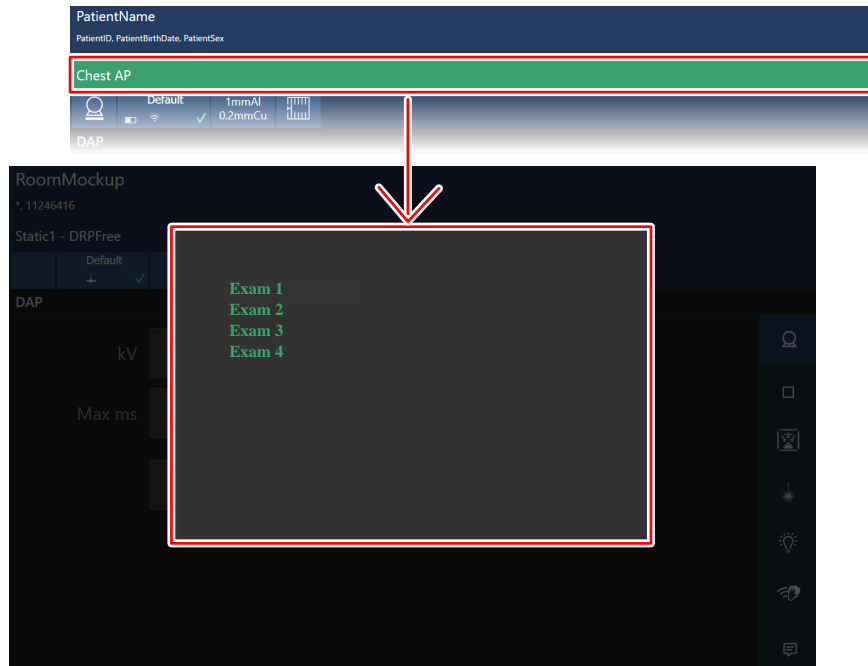 PatientName
PatientID, PatientBirthDate, PatientSex
Chest AP
Default
1mmAl
0.2mmCu
DAP
RoomMockup
*, 11246416
Static1 - DRPFree
Default
DAP
kV
Max ms
Exam 1
Exam 2
Exam 3
Exam 4